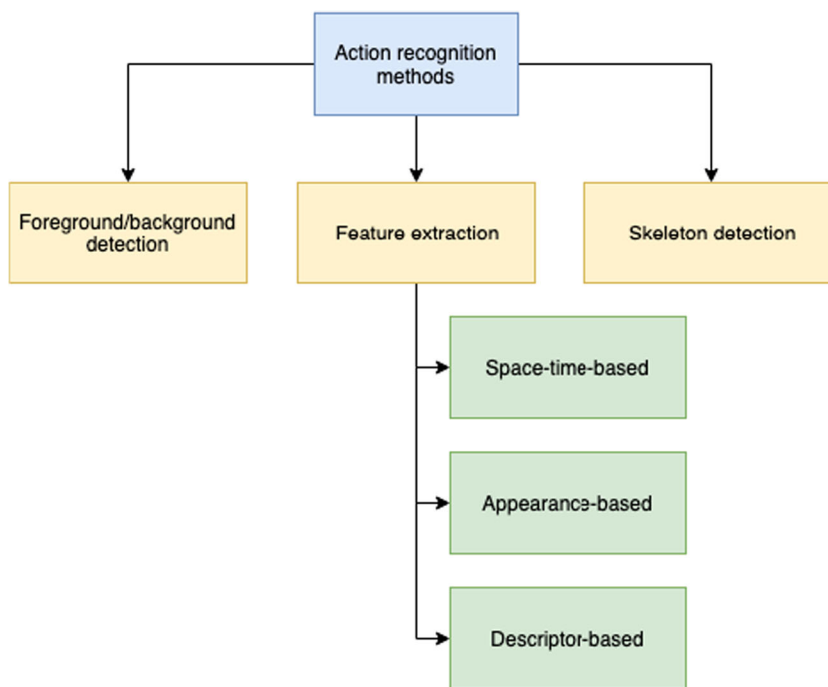 Action recognition
methods
Foreground/background
detection
Feature extraction
Skeleton detection
Space-time-based
Appearance-based
Descriptor-based